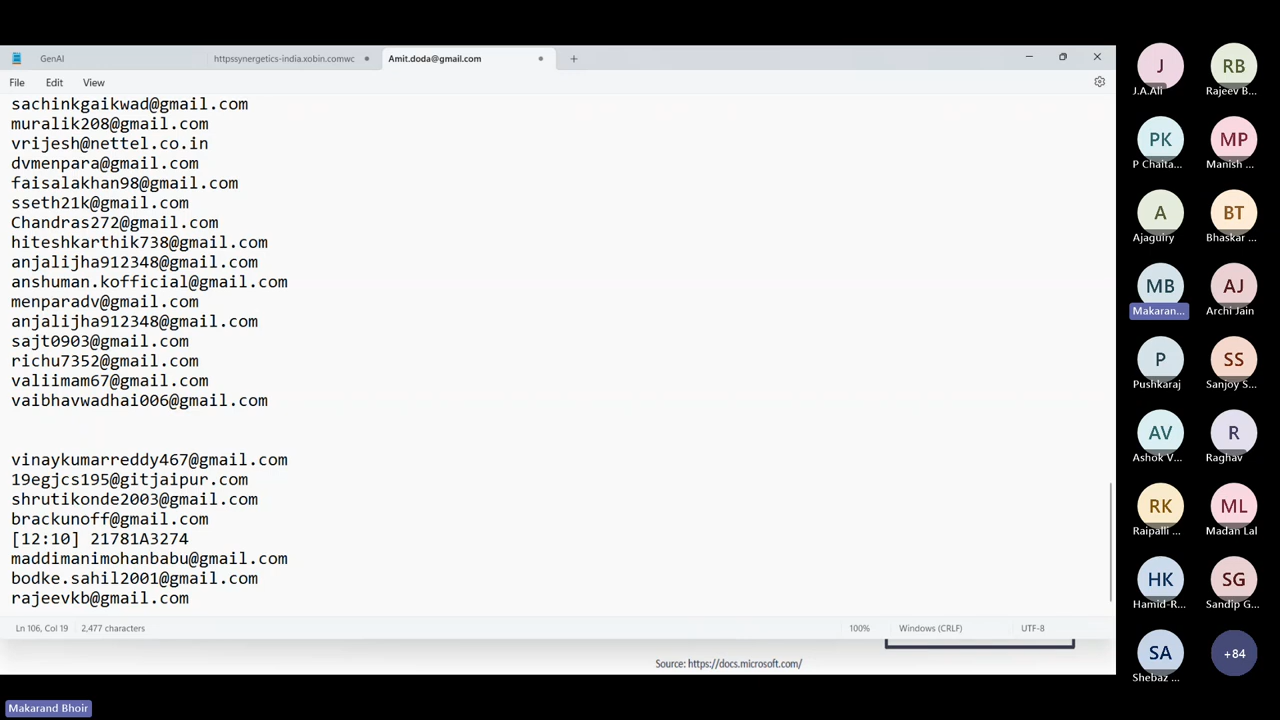 GenAI
httpssynergetics-india.xobin.comwc
Amit.doda@gmail.com
File Edit View
sachinkgaikwad@gmail.com
muralik208@gmail.com
vrijesh@nettel.co.in
dvmenpara@gmail.com
faisalakhan98@gmail.com
sseth21k@gmail.com
Chandras272@gmail.com
hiteshkarthik738@gmail.com
anjalijha912348@gmail.com
anshuman.kofficial@gmail.com
menparadv@gmail.com
anjalijha912348@gmail.com
sajt0903@gmail.com
richu7352@gmail.com
valiimam67@gmail.com
vaibhavwadhai006@gmail.com
vinaykumarreddy467@gmail.com
19egjcs195@gitjaipur.com
shrutikonde2003@gmail.com
brackunoff@gmail.com
[12:10] 21781A3274
maddimanimohanbabu@gmail.com
bodke.sahil2001@gmail.com
rajeevkb@gmail.com
Ln 106, Col 19 2,477 characters 100% Windows (CRLF) UTF-8
Source: https://docs.microsoft.com/
Makarand Bhoir
J RB
J.A.Ali Rajeev B...
PK MP
P Chaita... Manish ...
A BT
Ajaguiry Bhaskar ...
MB AJ
Makaran... Archi Jain
P SS
Pushkaraj Sanjoy S...
AV R
Ashok V... Raghav
RK ML
Raipalli ... Madan Lal
HK SG
Hamid-R... Sandip G...
SA +84
Shebaz ...